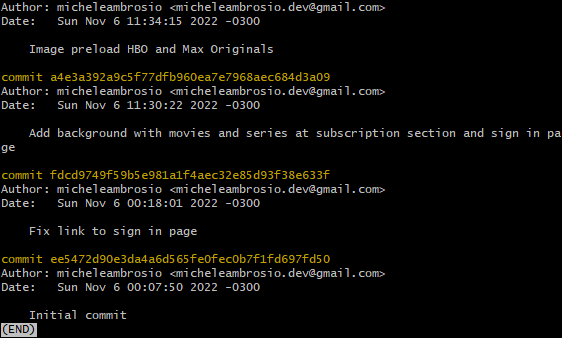 Author: micheleambrosio <micheleambrosio.dev@gmail.com>
Date:   Sun Nov 6 11:34:15 2022 -0300
    Image preload HBO and Max Originals
commit a4e3a392a9c5f77dfb960ea7e7968aec684d3a09
Author: micheleambrosio <micheleambrosio.dev@gmail.com>
Date:   Sun Nov 6 11:30:22 2022 -0300
    Add background with movies and series at subscription section and sign in pa
ge
commit fdcd9749f59b5e981a1f4aec32e85d93f38e633f
Author: micheleambrosio <micheleambrosio.dev@gmail.com>
Date:   Sun Nov 6 00:18:01 2022 -0300
    Fix link to sign in page
commit ee5472d90e3da4a6d565fe0fec0b7f1fd697fd50
Author: micheleambrosio <micheleambrosio.dev@gmail.com>
Date:   Sun Nov 6 00:07:50 2022 -0300
    Initial commit
(END)